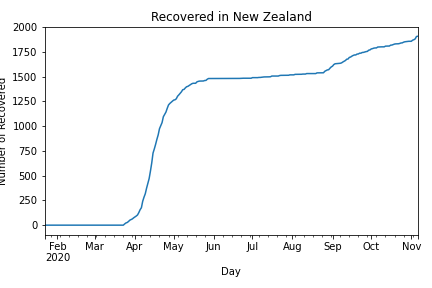 Recovered in New Zealand
Number of Recovered
2000
1750
1500
1250
1000
750
500
250
0
Feb Mar Apr May Jun Jul Aug Sep Oct Nov
2020
Day